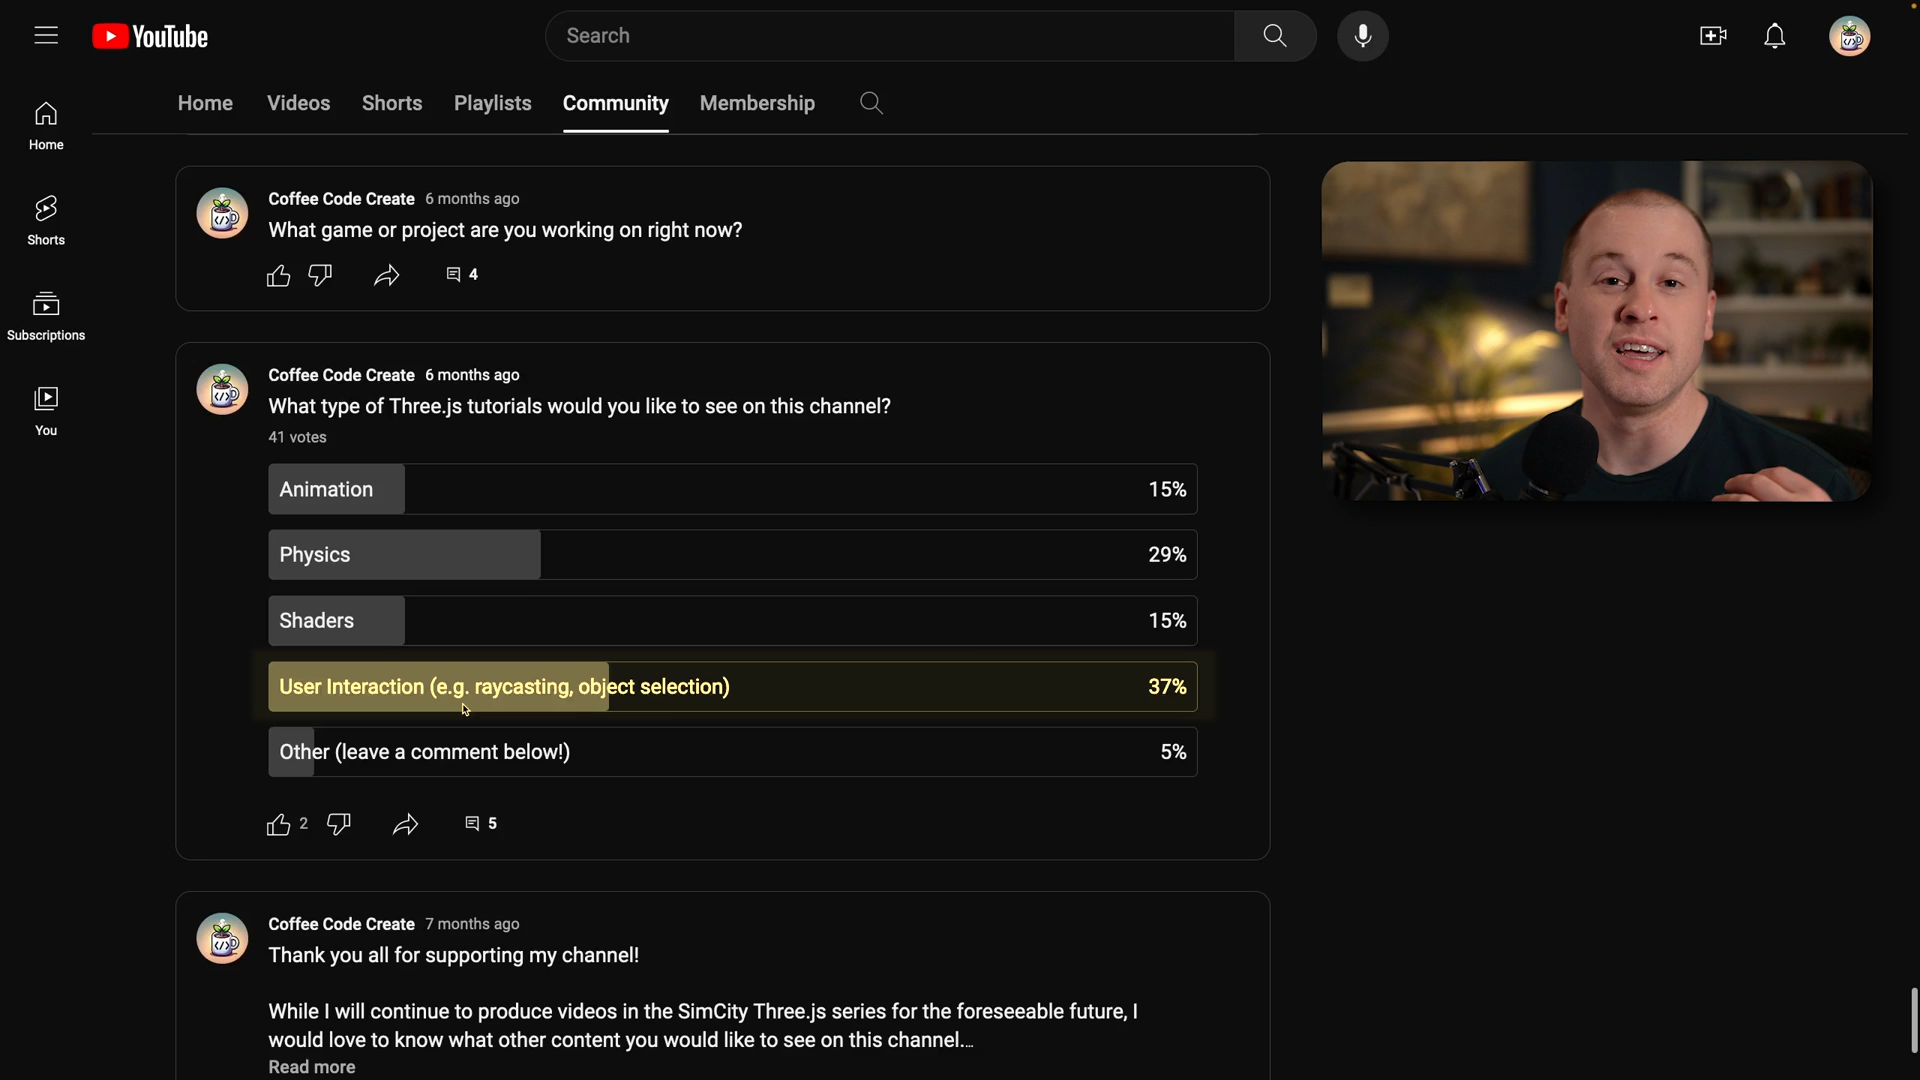 YouTube
Search
Home
Videos
Shorts
Playlists
Community
Membership
Home
Shorts
Subscriptions
You
Coffee Code Create 6 months ago
What game or project are you working on right now?
4
Coffee Code Create 6 months ago
What type of Three.js tutorials would you like to see on this channel?
41 votes
Animation 15%
Physics 29%
Shaders 15%
User Interaction (e.g. raycasting, object selection) 37%
Other (leave a comment below!) 5%
2
5
Coffee Code Create 7 months ago
Thank you all for supporting my channel!
While I will continue to produce videos in the SimCity Three.js series for the foreseeable future, I
would love to know what other content you would like to see on this channel...
Read more